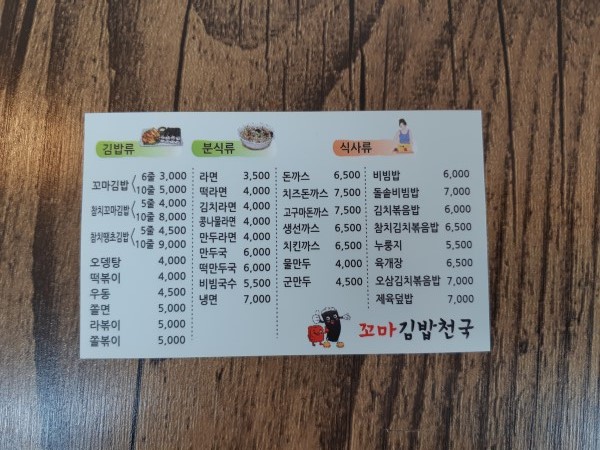 김밥류
꼬마김밥 6줄 3,000
10줄 5,000
참치꼬마김밥 5줄 4,000
10줄 8,000
참치땡초김밥 5줄 4,500
10줄 9,000
오뎅탕 4,000
떡볶이 4,000
우동 4,500
쫄면 5,000
라볶이 5,000
쫄볶이 5,000
분식류
라면 3,500
떡라면 4,000
김치라면 4,000
콩나물라면 4,000
만두라면 4,000
만두국 6,000
떡만두국 6,000
비빔국수 5,500
냉면 7,000
식사류
돈까스 6,500
치즈돈까스 7,500
고구마돈까스 7,500
생선까스 6,500
치킨까스 6,500
물만두 4,000
군만두 4,500
비빔밥 6,000
돌솥비빔밥 7,000
김치볶음밥 6,000
참치김치볶음밥 6,500
누룽지 5,500
육개장 6,500
오삼김치볶음밥 7,000
제육덮밥 7,000
꼬마김밥천국